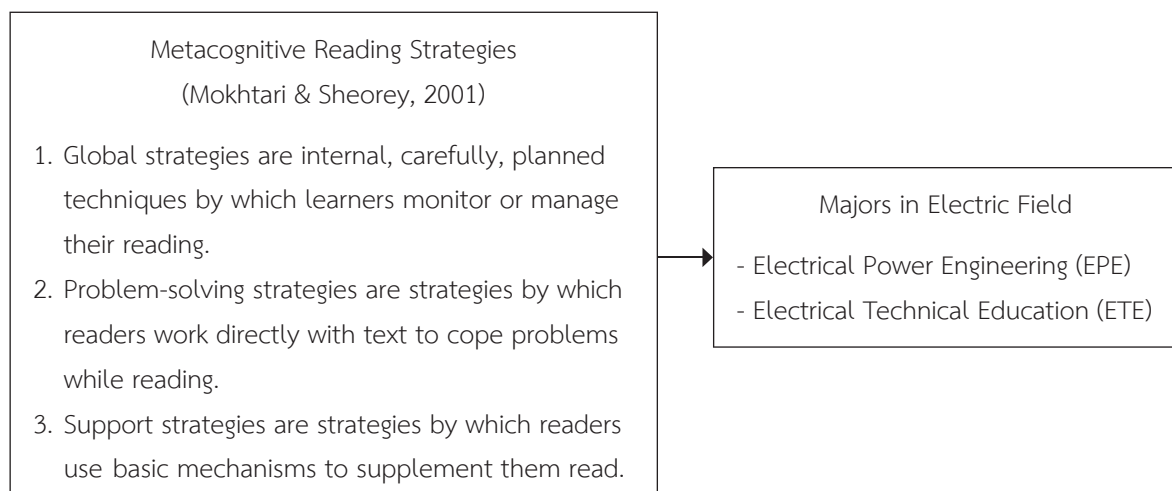 Metacognitive Reading Strategies
(Mokhtari & Sheorey, 2001)
1. Global strategies are internal, carefully, planned
techniques by which learners monitor or manage
their reading.
2. Problem-solving strategies are strategies by which
readers work directly with text to cope problems
while reading.
3. Support strategies are strategies by which readers
use basic mechanisms to supplement them read.
Majors in Electric Field
- Electrical Power Engineering (EPE)
- Electrical Technical Education (ETE)